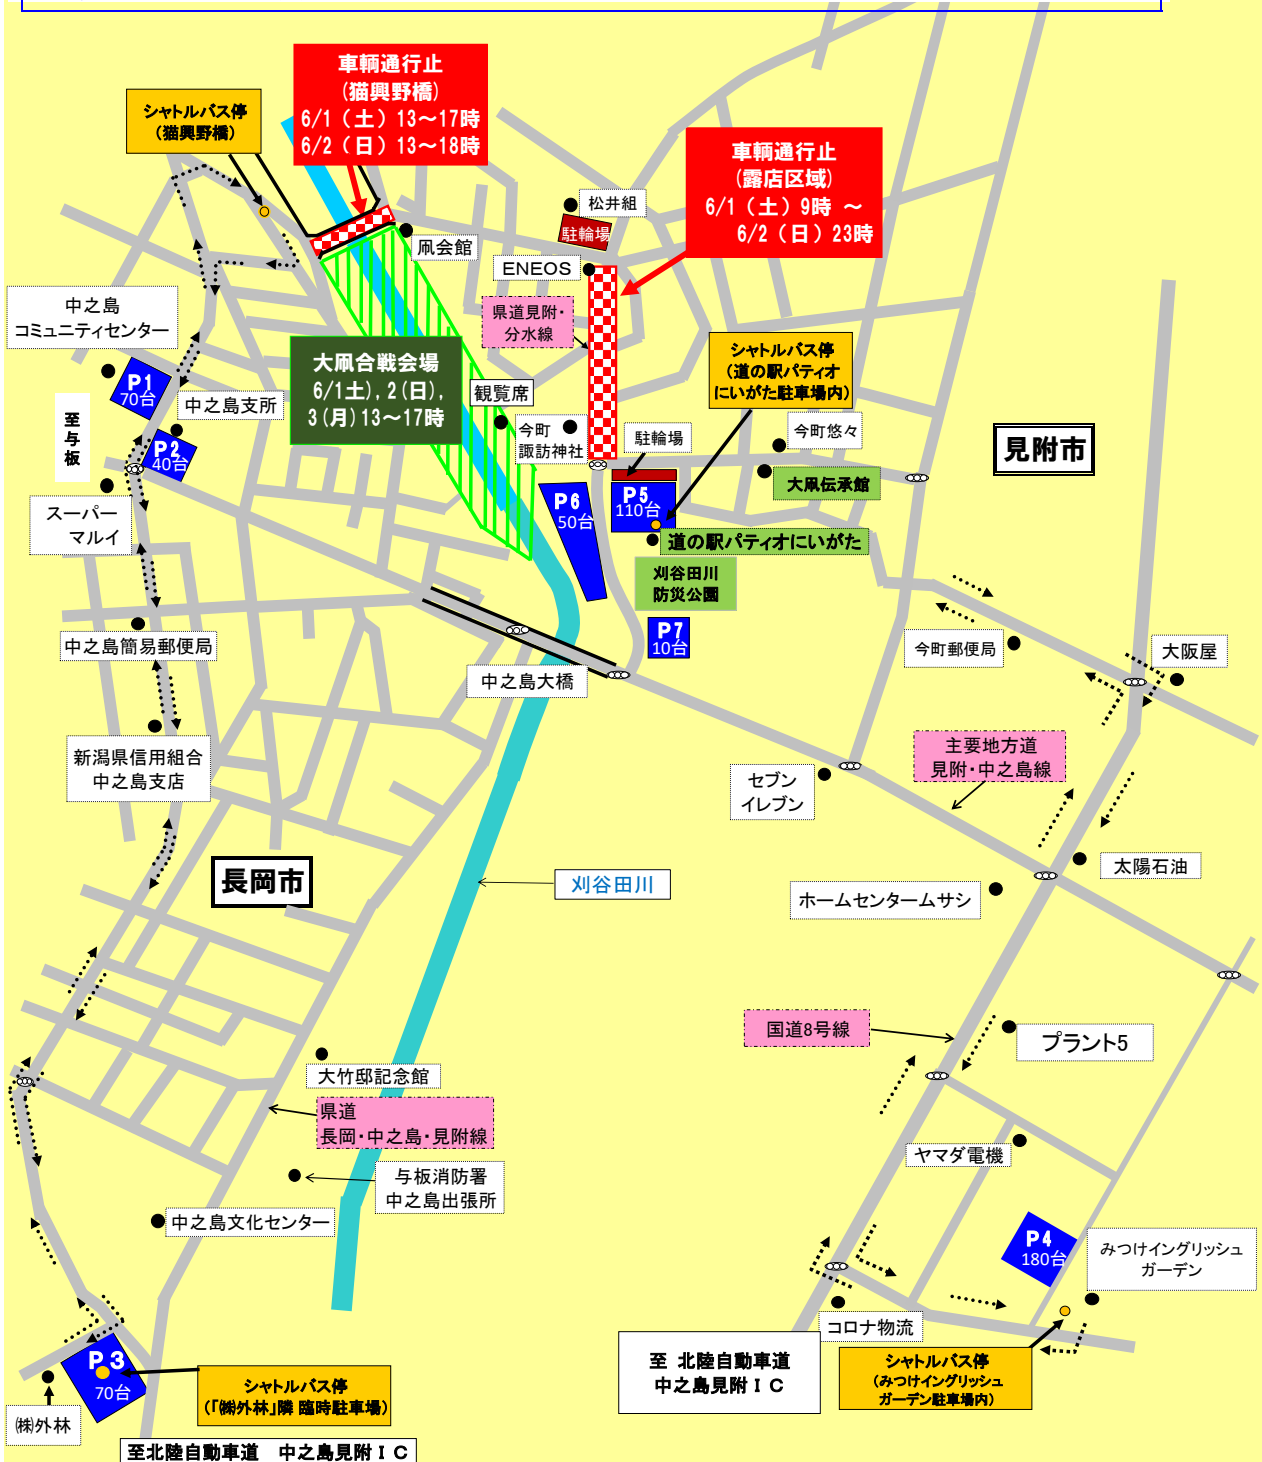 車輌通行止
(猫興野橋)
6/1（土）13～17時
6/2（日）13～18時
シャトルバス停
（猫興野橋）
車輌通行止
(露店区域)
6/1（土）9時 ～
6/2（日）23時
松井組
駐輪場
凧会館
ENEOS
県道見附・
分水線
中之島
コミュニティセンター
P1
70台
中之島支所
至与板
P2
40台
スーパー
マルイ
大凧合戦会場
6/1土), 2(日),
3(月)13～17時
観覧席
今町
諏訪神社
シャトルバス停
(道の駅パティオ
にいがた駐車場内)
駐輪場
今町悠々
大凧伝承館
見附市
P6
50台
P5
110台
道の駅パティオにいがた
刈谷田川
防災公園
P7
10台
今町郵便局
大阪屋
中之島簡易郵便局
中之島大橋
新潟県信用組合
中之島支店
セブン
イレブン
主要地方道
見附・中之島線
長岡市
刈谷田川
太陽石油
ホームセンタームサシ
国道8号線
プラント5
大竹邸記念館
県道
長岡・中之島・見附線
ヤマダ電機
与板消防署
中之島出張所
中之島文化センター
P4
180台
みつけイングリッシュ
ガーデン
コロナ物流
P3
70台
シャトルバス停
(「㈱外林」隣 臨時駐車場)
至 北陸自動車道
中之島見附ＩＣ
シャトルバス停
(みつけイングリッシュ
ガーデン駐車場内)
㈱外林
至北陸自動車道　中之島見附ＩＣ